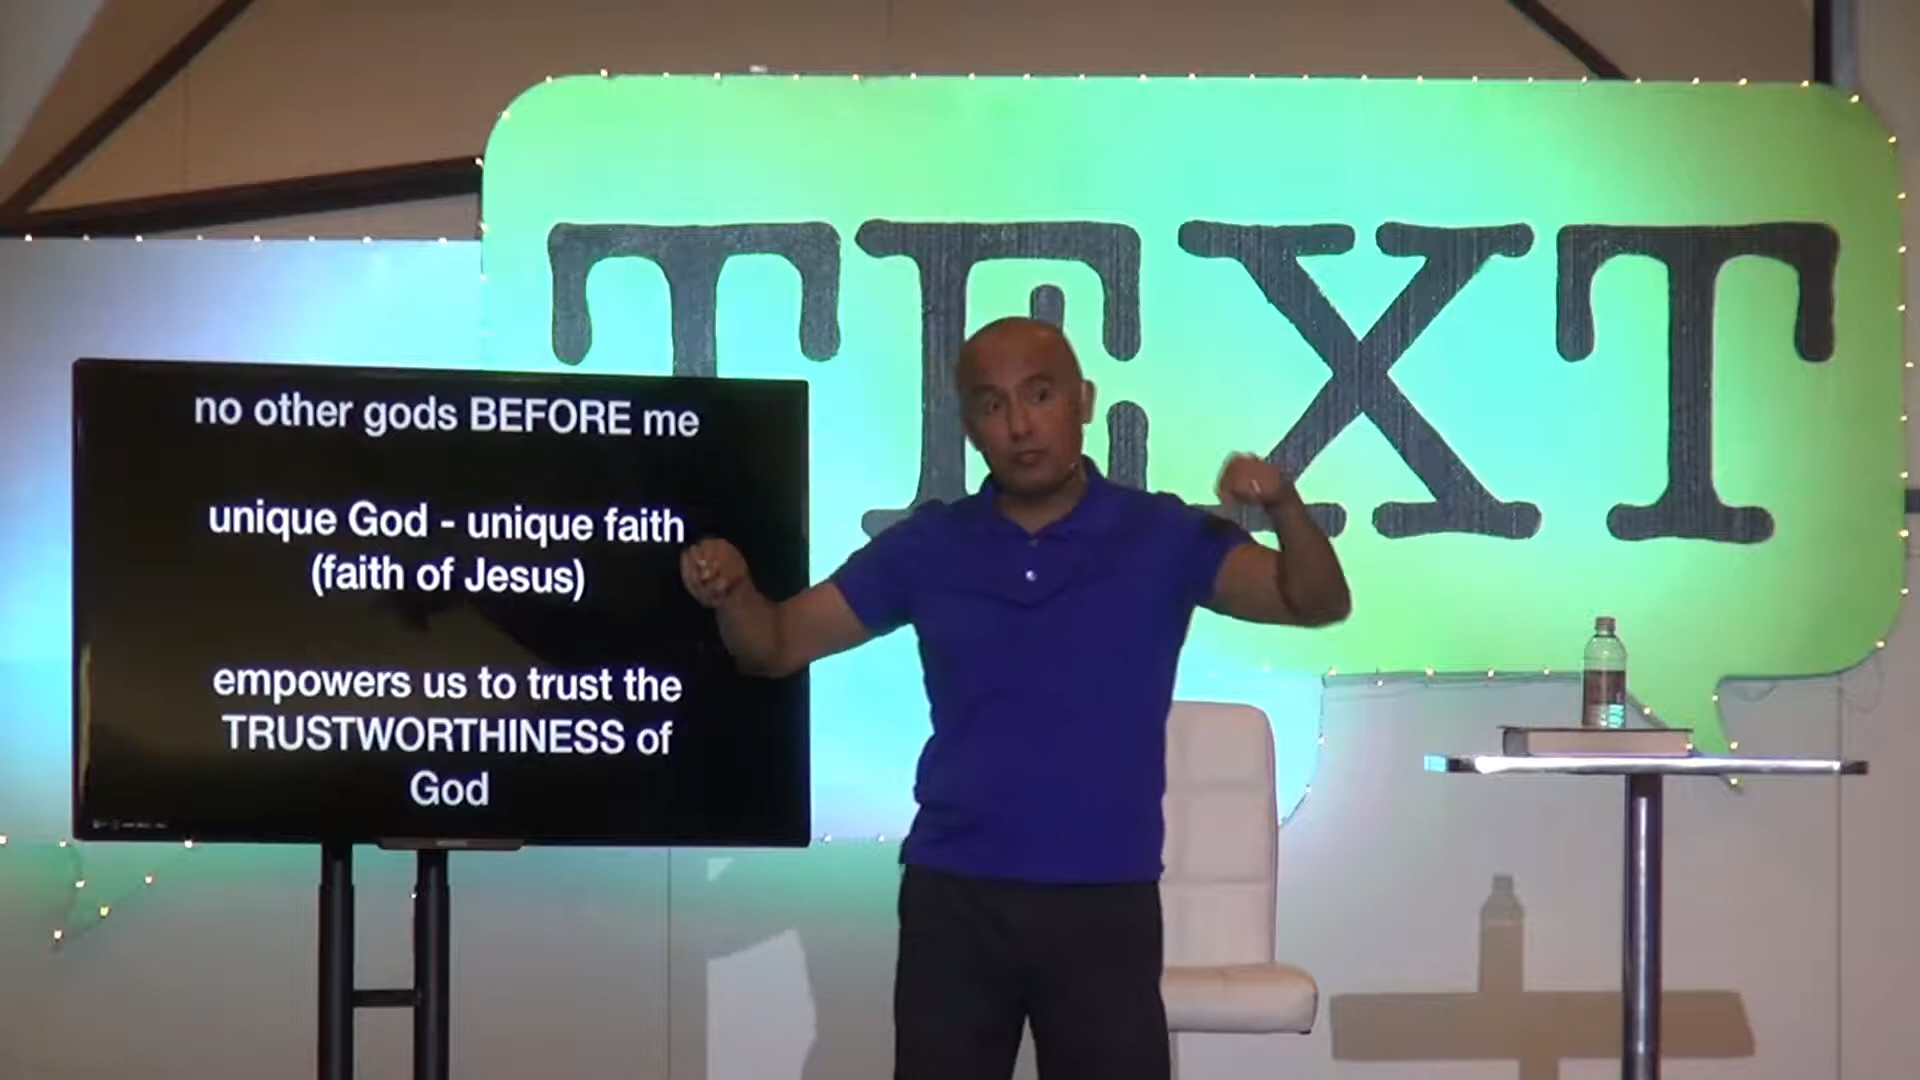 TEXT
no other gods BEFORE me
unique God - unique faith
(faith of Jesus)
empowers us to trust the
TRUSTWORTHINESS of
God